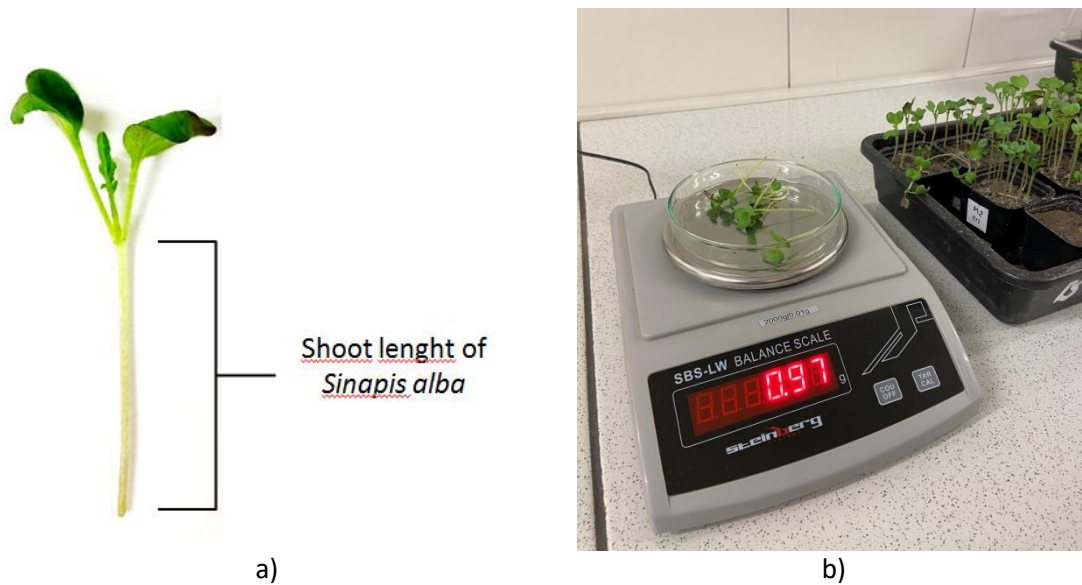 Shoot lenght of
Sinapis alba
a)
2000g/0.01g
SBS-LW BALANCE SCALE
0.97 g
COU
OFF
TAR
CAL
steinberg
b)